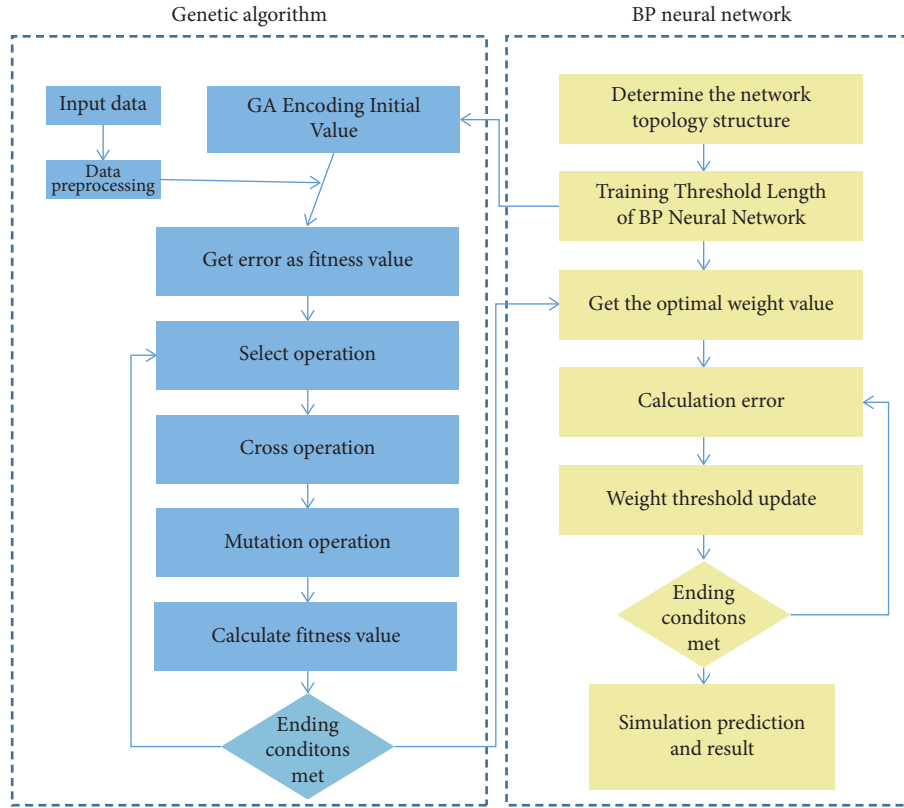 Genetic algorithm
Input data
Data
preprocessing
GA Encoding Initial
Value
Get error as fitness value
Select operation
Cross operation
Mutation operation
Calculate fitness value
Ending
conditons
met
BP neural network
Determine the network
topology structure
Training Threshold Length
of BP Neural Network
Get the optimal weight value
Calculation error
Weight threshold update
Ending
conditons
met
Simulation prediction
and result